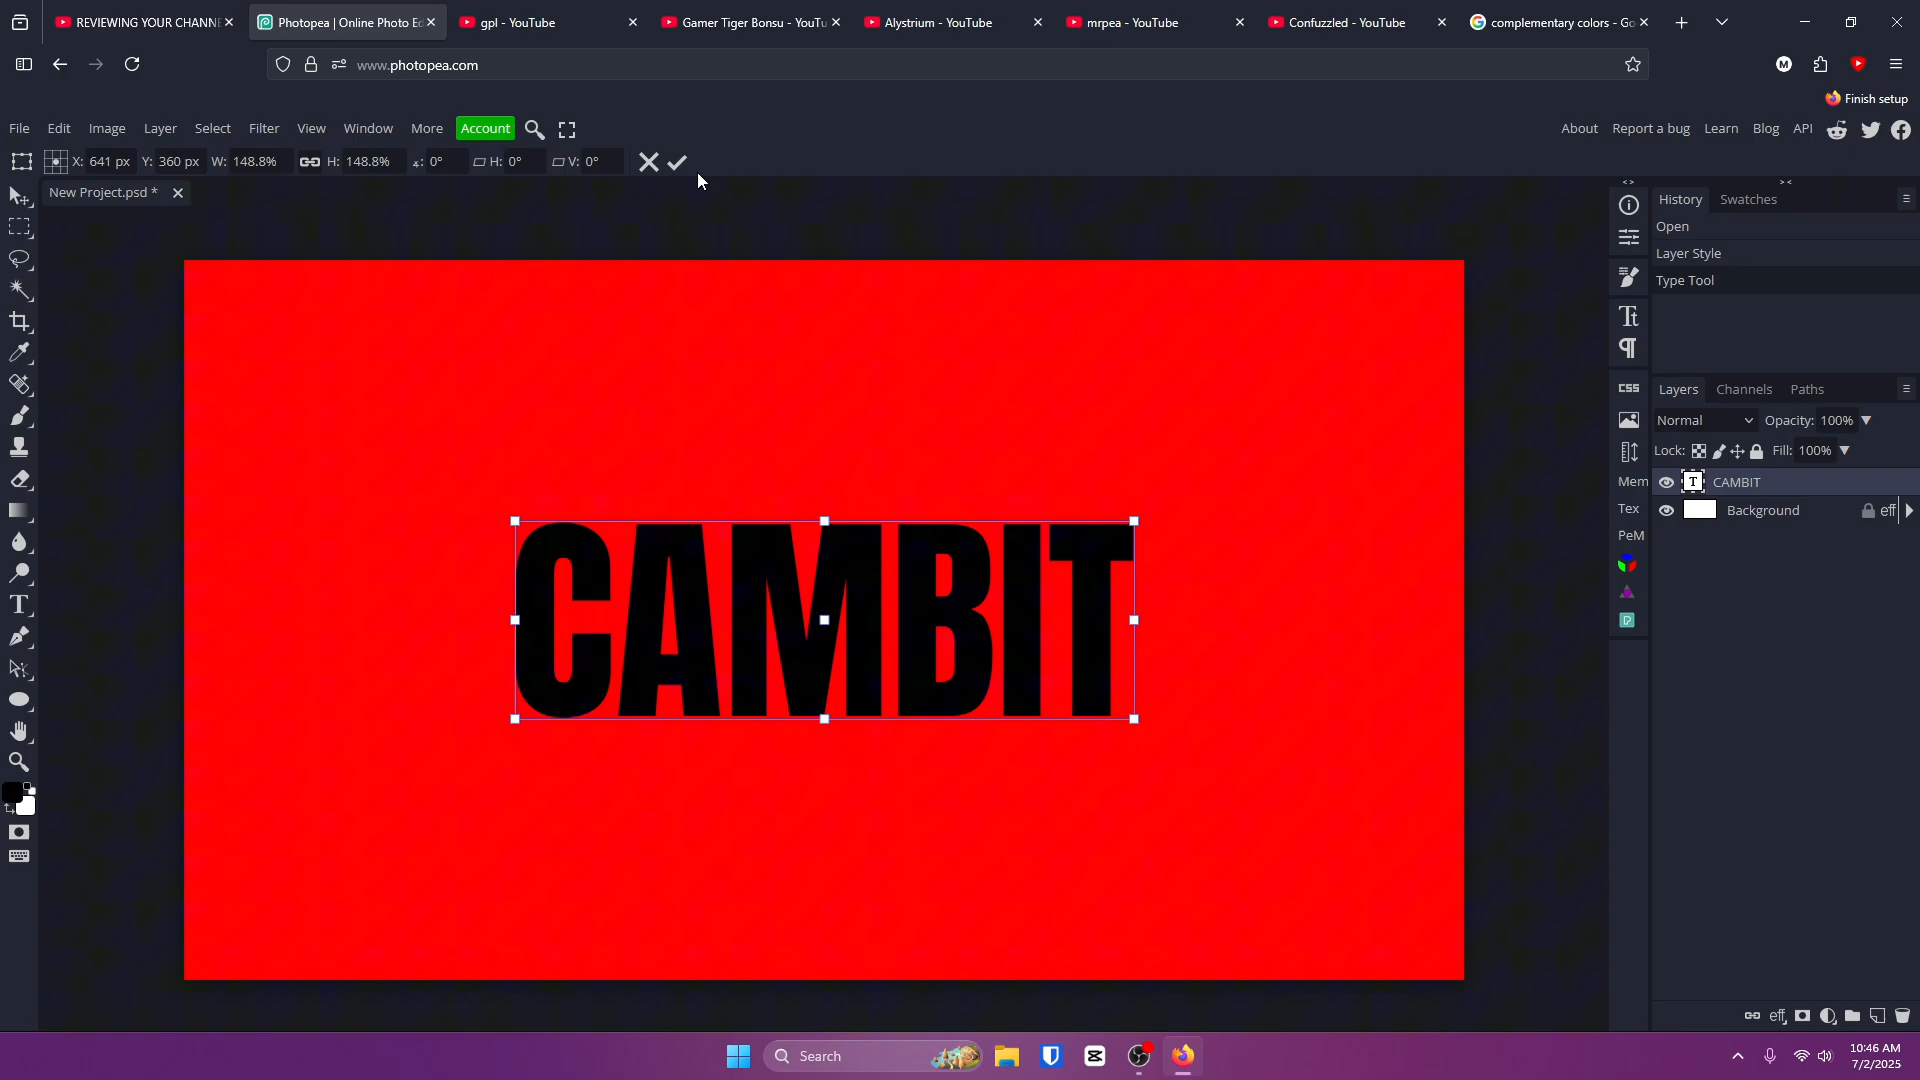 REVIEWING YOUR CHANNE
Photopea | Online Photo Ed
gpl - YouTube
Gamer Tiger Bonsu - YouTu
Alystrium - YouTube
mrpea - YouTube
Confuzzled - YouTube
complementary colors - Go
www.photopea.com
M
Finish setup
File Edit Image Layer Select Filter View Window More Account
About Report a bug Learn Blog API
X: 641 px Y: 360 px W: 148.8% H: 148.8% ∡: 0° H: 0° V: 0°
New Project.psd *
History Swatches
Open
Layer Style
Type Tool
CSS
Layers Channels Paths
Normal Opacity: 100%
Lock: Fill: 100%
Mem
CAMBIT
Tex
Background eff
PeM
CAMBIT
eff
Search
10:46 AM
7/2/2025